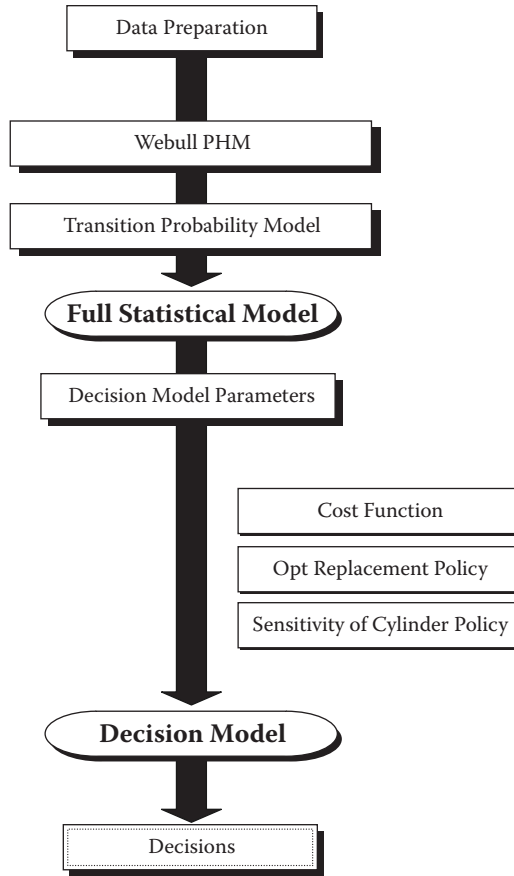 Data Preparation
Webull PHM
Transition Probability Model
Full Statistical Model
Decision Model Parameters
Cost Function
Opt Replacement Policy
Sensitivity of Cylinder Policy
Decision Model
Decisions